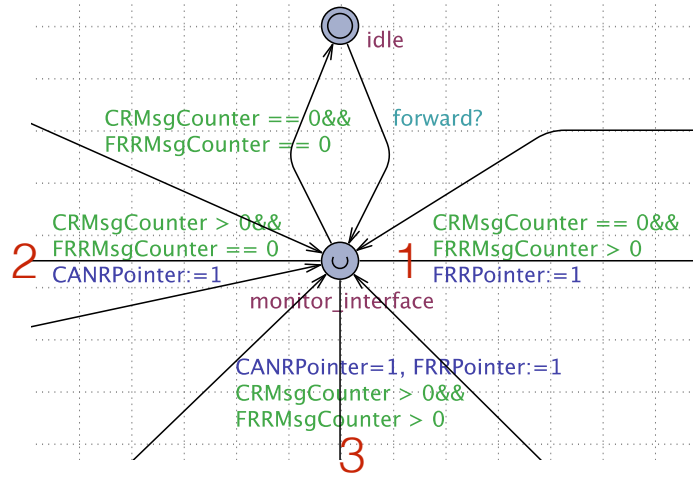 idle
CRMsgCounter == 0&&
FRRMsgCounter == 0
forward?
CRMsgCounter > 0&&
FRRMsgCounter == 0
CANRPointer:=1
2
U
1
CRMsgCounter == 0&&
FRRMsgCounter > 0
FRRPointer:=1
monitor_interface
CANRPointer=1, FRRPointer:=1
CRMsgCounter > 0&&
FRRMsgCounter > 0
3